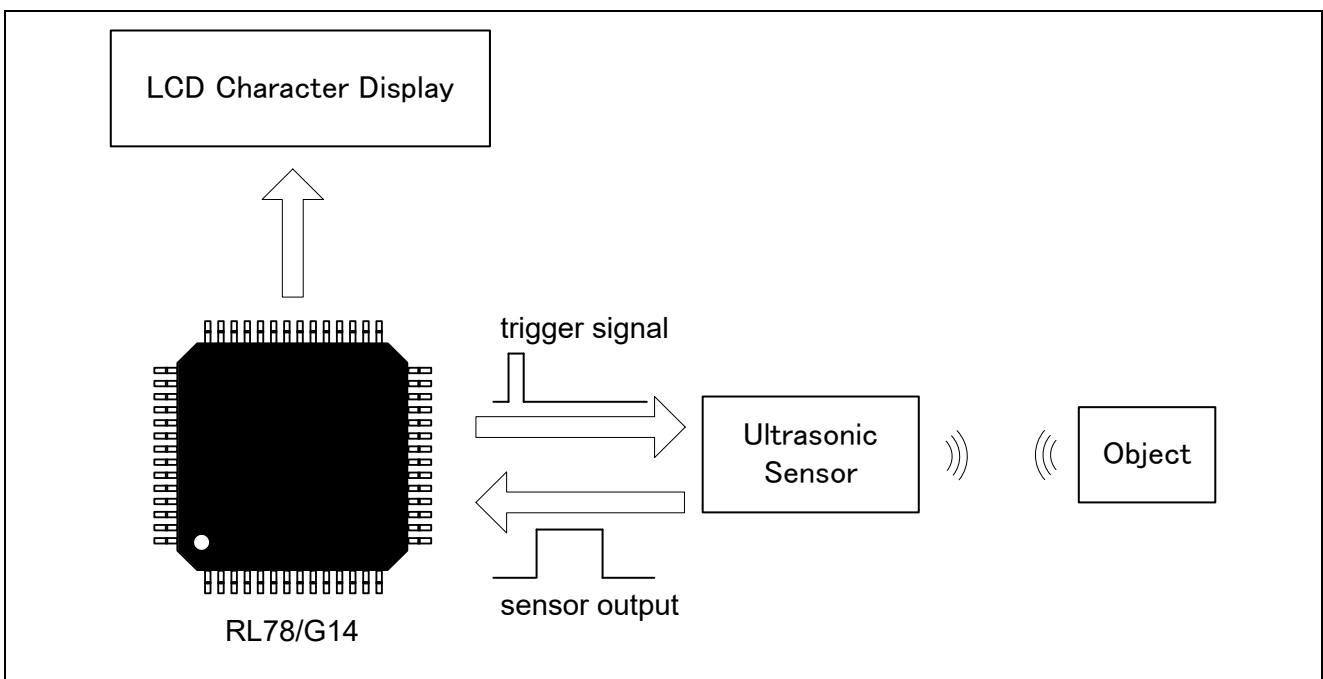 LCD Character Display
trigger signal
Ultrasonic
Sensor
Object
sensor output
RL78/G14